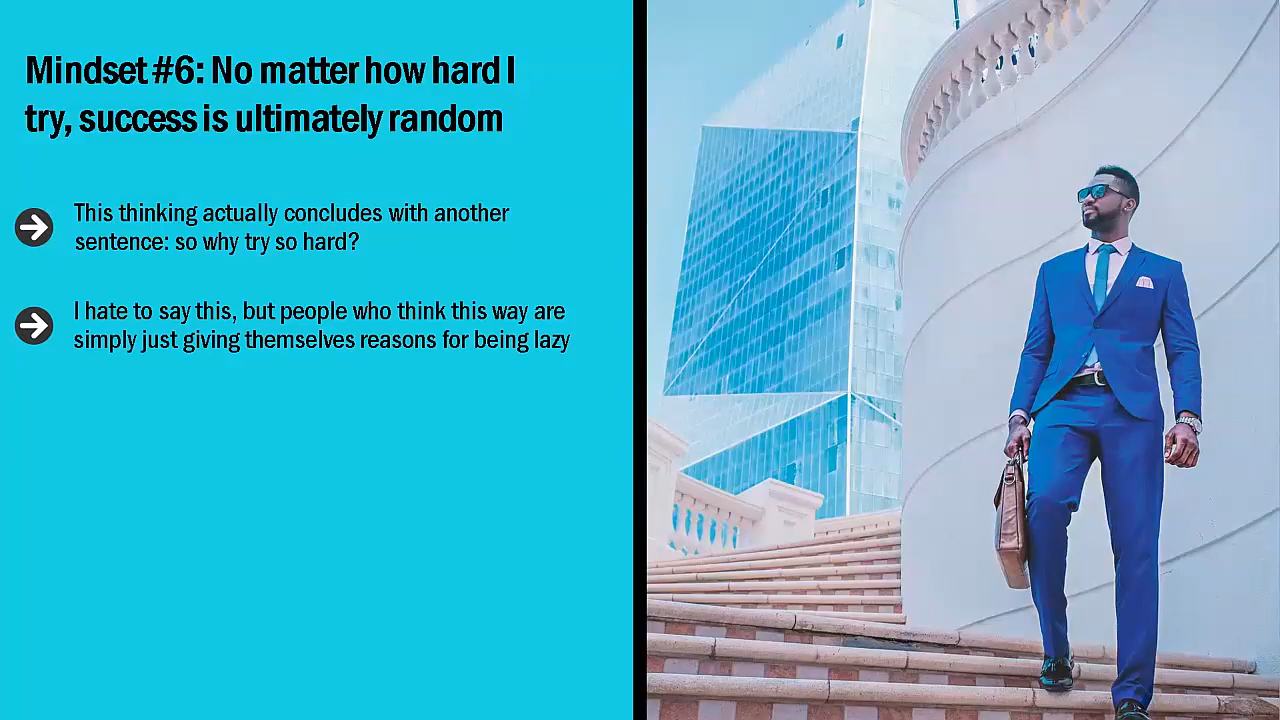 Mindset #6: No matter how hard I
try, success is ultimately random
This thinking actually concludes with another
sentence: so why try so hard?
I hate to say this, but people who think this way are
simply just giving themselves reasons for being lazy